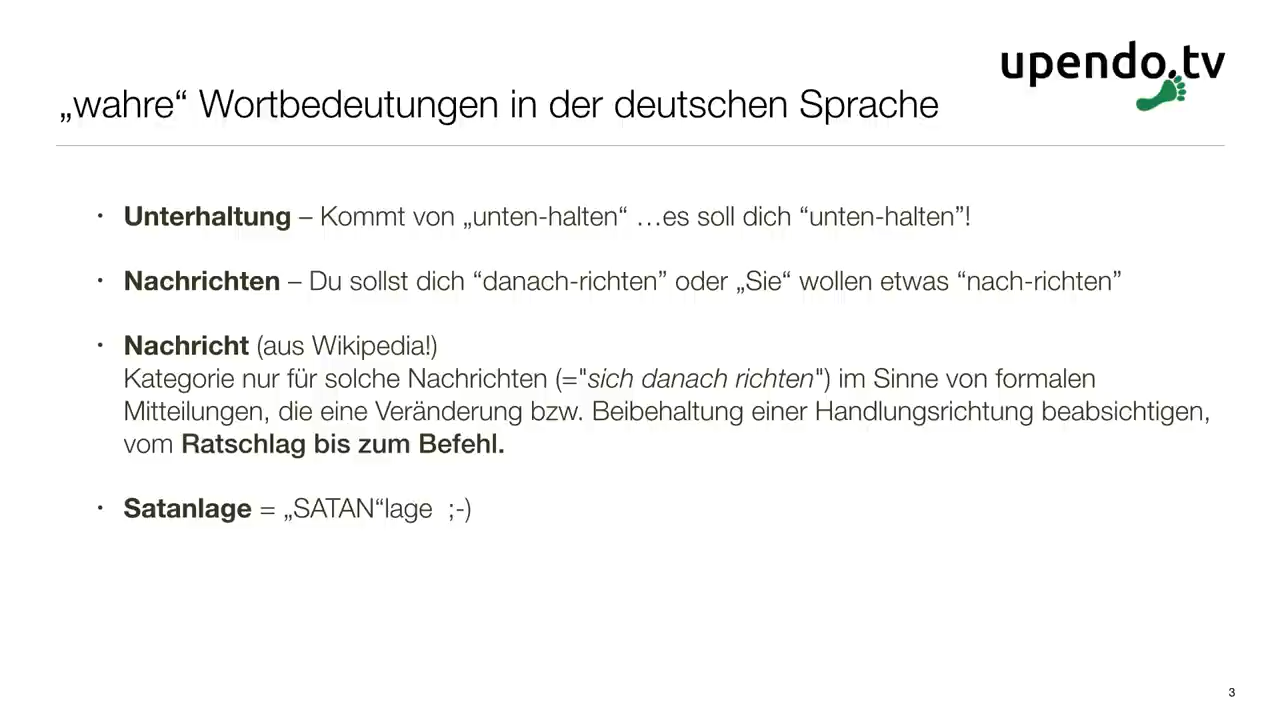 upendo.tv
„wahre“ Wortbedeutungen in der deutschen Sprache
• Unterhaltung – Kommt von „unten-halten“ …es soll dich “unten-halten”!
• Nachrichten – Du sollst dich “danach-richten” oder „Sie“ wollen etwas “nach-richten”
• Nachricht (aus Wikipedia!)
Kategorie nur für solche Nachrichten (="sich danach richten") im Sinne von formalen
Mitteilungen, die eine Veränderung bzw. Beibehaltung einer Handlungsrichtung beabsichtigen,
vom Ratschlag bis zum Befehl.
• Satanlage = „SATAN“lage ;-)
3